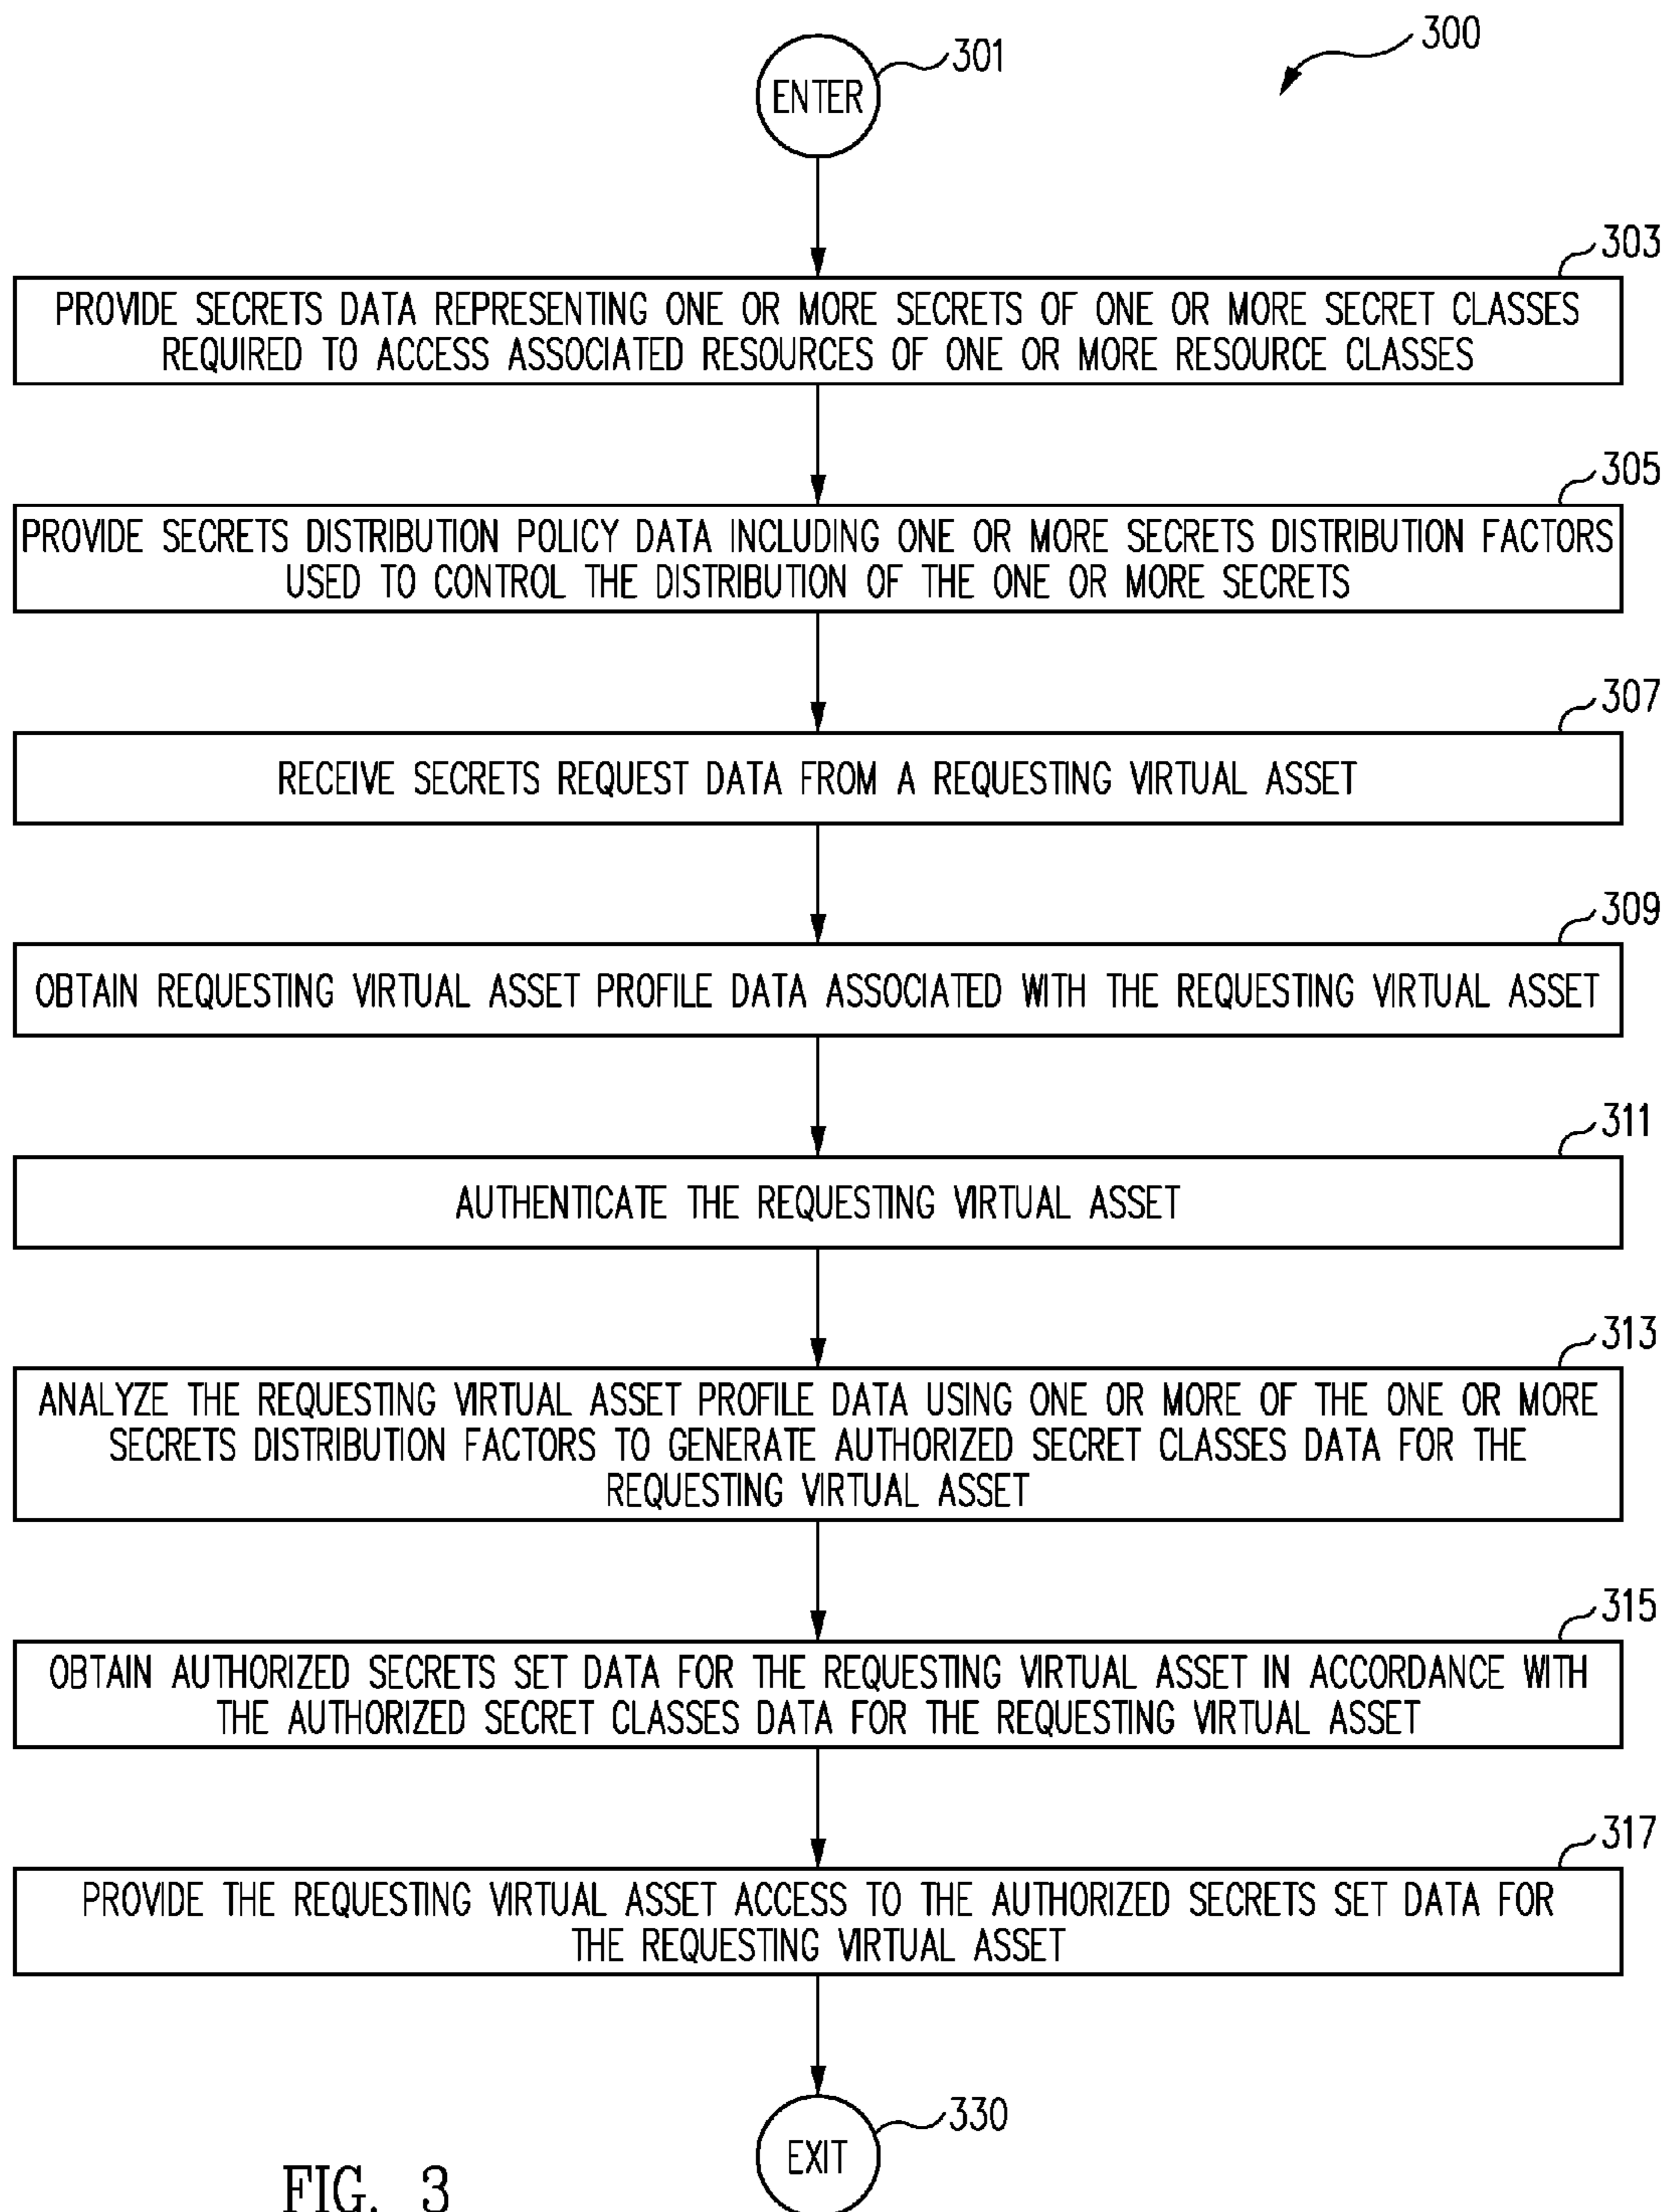 300
301
ENTER
303
PROVIDE SECRETS DATA REPRESENTING ONE OR MORE SECRETS OF ONE OR MORE SECRET CLASSES
REQUIRED TO ACCESS ASSOCIATED RESOURCES OF ONE OR MORE RESOURCE CLASSES
305
PROVIDE SECRETS DISTRIBUTION POLICY DATA INCLUDING ONE OR MORE SECRETS DISTRIBUTION FACTORS
USED TO CONTROL THE DISTRIBUTION OF THE ONE OR MORE SECRETS
307
RECEIVE SECRETS REQUEST DATA FROM A REQUESTING VIRTUAL ASSET
309
OBTAIN REQUESTING VIRTUAL ASSET PROFILE DATA ASSOCIATED WITH THE REQUESTING VIRTUAL ASSET
311
AUTHENTICATE THE REQUESTING VIRTUAL ASSET
313
ANALYZE THE REQUESTING VIRTUAL ASSET PROFILE DATA USING ONE OR MORE OF THE ONE OR MORE
SECRETS DISTRIBUTION FACTORS TO GENERATE AUTHORIZED SECRET CLASSES DATA FOR THE
REQUESTING VIRTUAL ASSET
315
OBTAIN AUTHORIZED SECRETS SET DATA FOR THE REQUESTING VIRTUAL ASSET IN ACCORDANCE WITH
THE AUTHORIZED SECRET CLASSES DATA FOR THE REQUESTING VIRTUAL ASSET
317
PROVIDE THE REQUESTING VIRTUAL ASSET ACCESS TO THE AUTHORIZED SECRETS SET DATA FOR
THE REQUESTING VIRTUAL ASSET
330
EXIT
FIG. 3